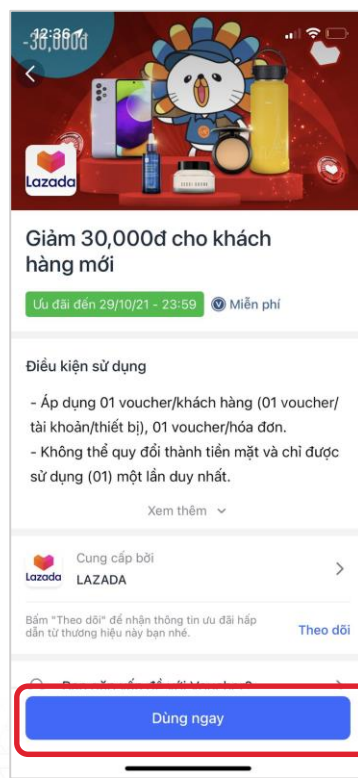 -30,000đ
12:36
Lazada
Giảm 30,000đ cho khách
hàng mới
Ưu đãi đến 29/10/21 - 23:59
Miễn phí
Điều kiện sử dụng
- Áp dụng 01 voucher/khách hàng (01 voucher/
tài khoản/thiết bị), 01 voucher/hóa đơn.
- Không thể quy đổi thành tiền mặt và chỉ được
sử dụng (01) một lần duy nhất.
Xem thêm
Cung cấp bởi
Lazada
LAZADA
Bấm "Theo dõi" để nhận thông tin ưu đãi hấp
dẫn từ thương hiệu này bạn nhé.
Theo dõi
Dùng ngay